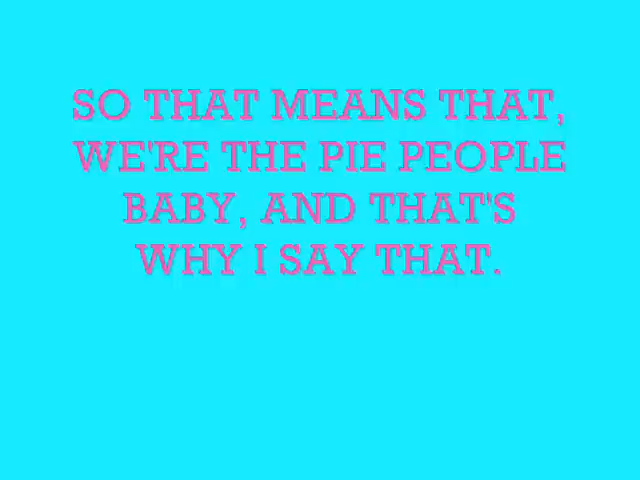 SO THAT MEANS THAT,
WE'RE THE PIE PEOPLE
BABY, AND THAT'S
WHY I SAY THAT.